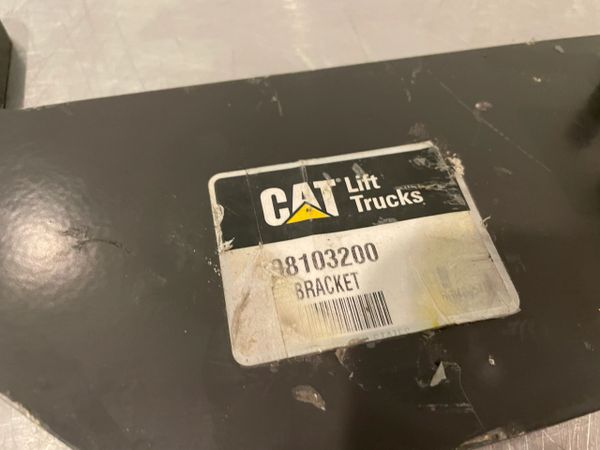 CAT Lift
Trucks
98103200
BRACKET